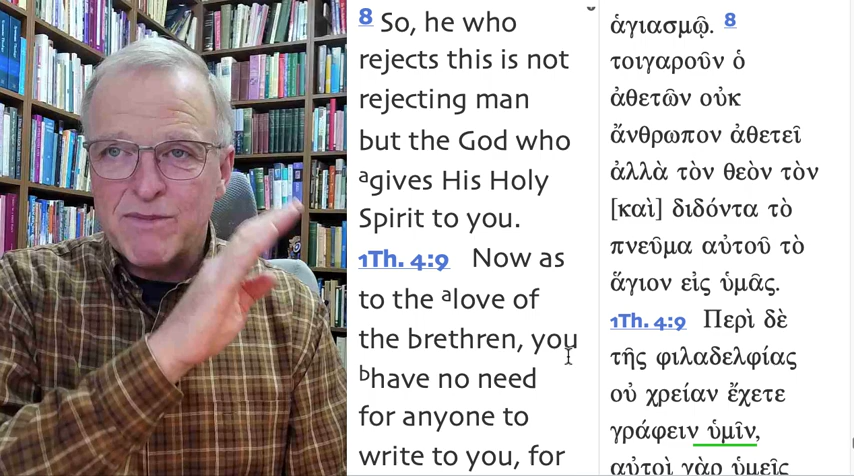 8 So, he who
rejects this is not
rejecting man
but the God who
agives His Holy
Spirit to you.
1Th. 4:9 Now as
to the alove of
the brethren, you
bhave no need
for anyone to
write to you, for
ἁγιασμῷ. 8
τοιγαροῦν ὁ
ἀθετῶν οὐκ
ἄνθρωπον ἀθετεῖ
ἀλλὰ τὸν θεὸν τὸν
[καὶ] διδόντα τὸ
πνεῦμα αὐτοῦ τὸ
ἅγιον εἰς ὑμᾶς.
1Th. 4:9 Περὶ δὲ
τῆς φιλαδελφίας
οὐ χρείαν ἔχετε
γράφειν ὑμῖν,
αὐτοὶ γὰρ ὑμεῖς